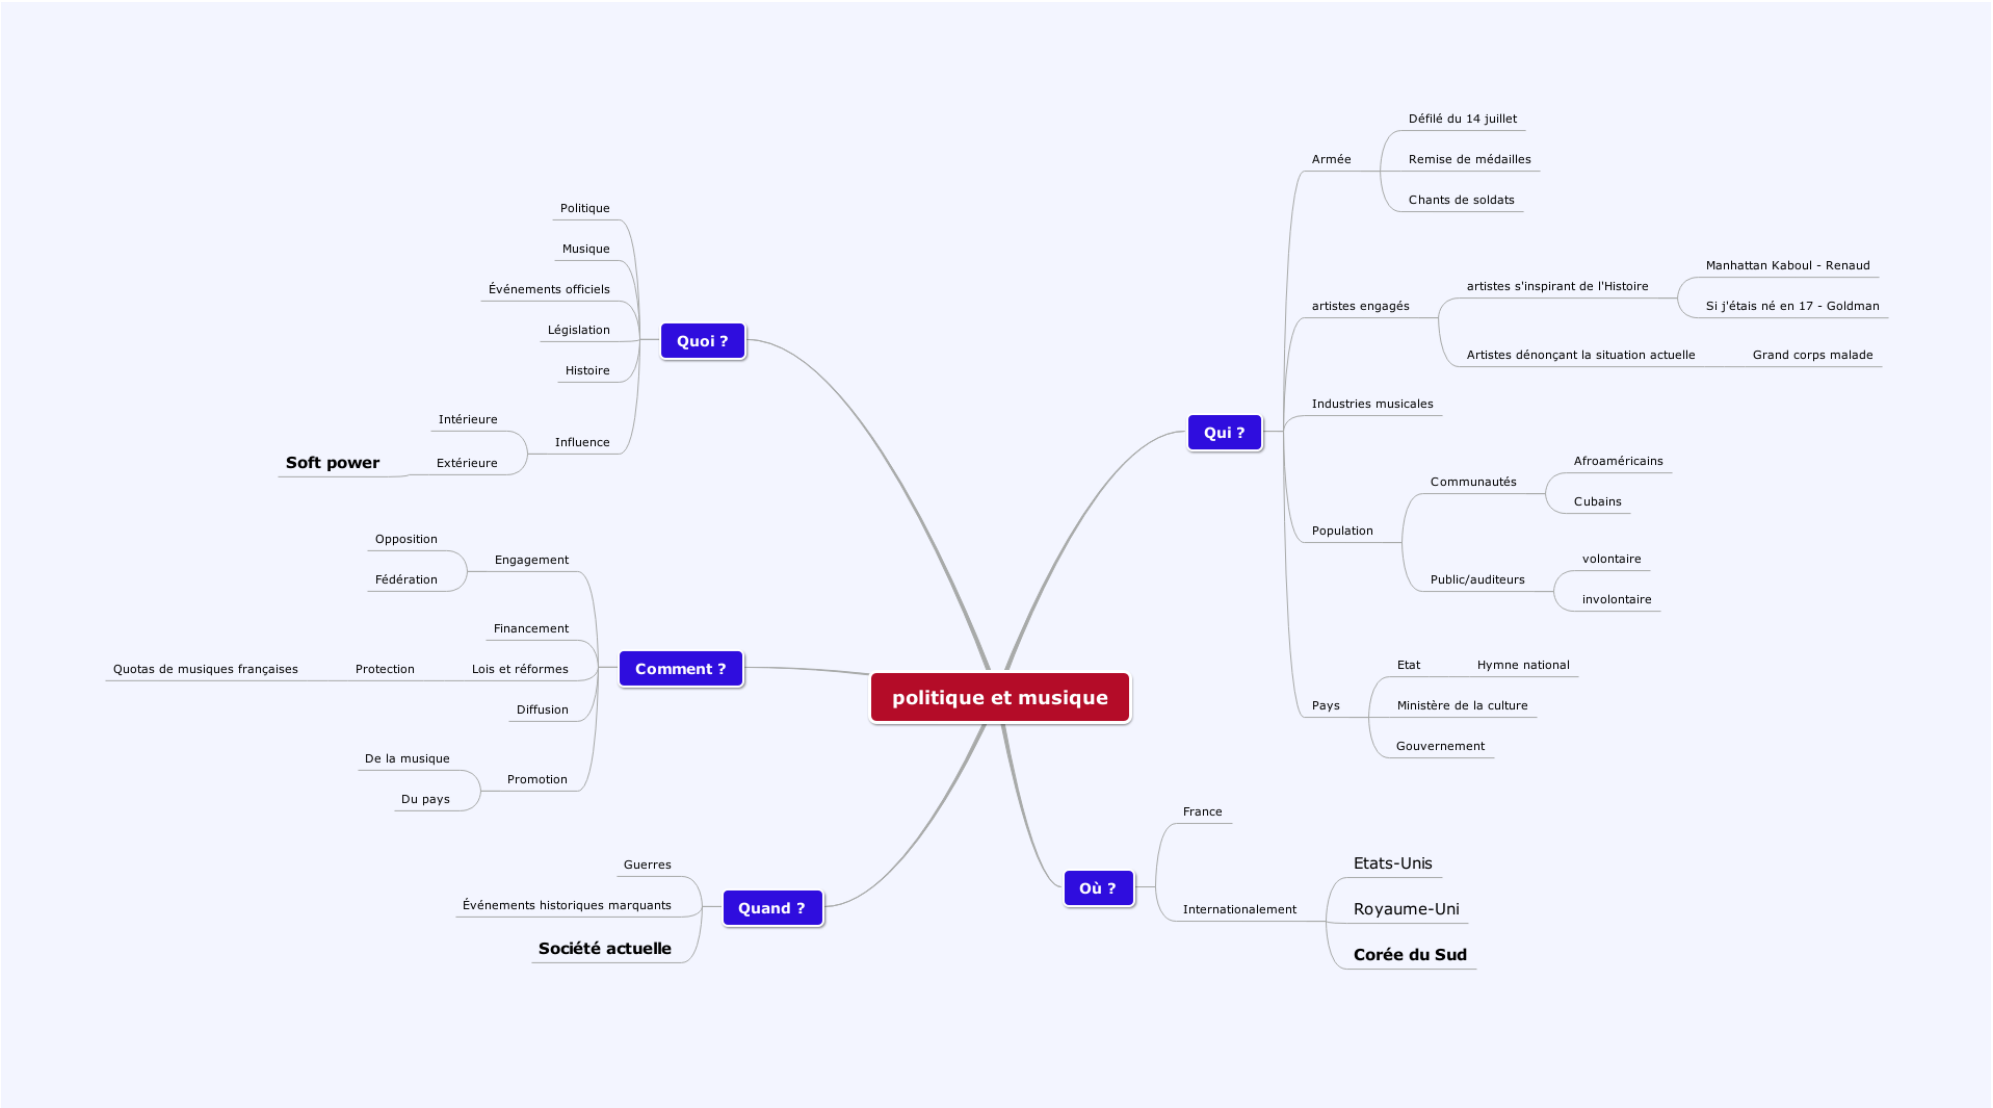 politique et musique
Qui ?
Armée
Défilé du 14 juillet
Remise de médailles
Chants de soldats
artistes engagés
artistes s'inspirant de l'Histoire
Manhattan Kaboul - Renaud
Si j'étais né en 17 - Goldman
Artistes dénonçant la situation actuelle
Grand corps malade
Industries musicales
Population
Communautés
Afroaméricains
Cubains
Public/auditeurs
volontaire
involontaire
Pays
Etat
Hymne national
Ministère de la culture
Gouvernement
Où ?
France
Internationalement
Etats-Unis
Royaume-Uni
Corée du Sud
Quoi ?
Politique
Musique
Événements officiels
Législation
Histoire
Influence
Intérieure
Extérieure
Soft power
Comment ?
Engagement
Opposition
Fédération
Financement
Lois et réformes
Protection
Quotas de musiques françaises
Diffusion
Promotion
De la musique
Du pays
Quand ?
Guerres
Événements historiques marquants
Société actuelle